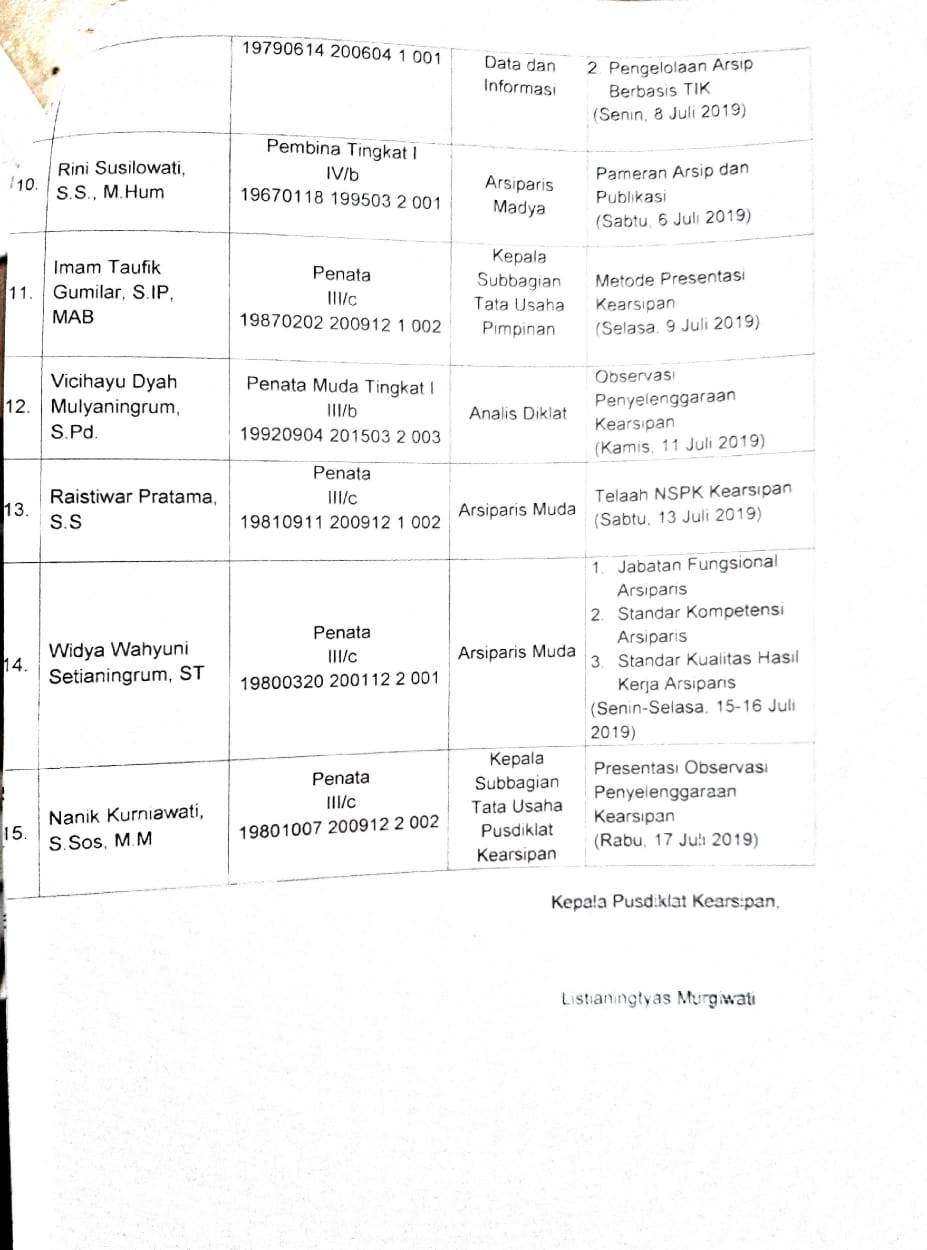 19790614 200604 1 001
Data dan
Informasi
2. Pengelolaan Arsip
Berbasis TIK
(Senin, 8 Juli 2019)
10.
Rini Susilowati,
S.S., M.Hum
Pembina Tingkat I
IV/b
19670118 199503 2 001
Arsiparis
Madya
Pameran Arsip dan
Publikasi
(Sabtu, 6 Juli 2019)
11.
Imam Taufik
Gumilar, S.IP,
MAB
Penata
III/c
19870202 200912 1 002
Kepala
Subbagian
Tata Usaha
Pimpinan
Metode Presentasi
Kearsipan
(Selasa, 9 Juli 2019)
12.
Vicihayu Dyah
Mulyaningrum,
S.Pd.
Penata Muda Tingkat I
III/b
19920904 201503 2 003
Analis Diklat
Observasi
Penyelenggaraan
Kearsipan
(Kamis, 11 Juli 2019)
13.
Raistiwar Pratama,
S.S
Penata
III/c
19810911 200912 1 002
Arsiparis Muda
Telaah NSPK Kearsipan
(Sabtu, 13 Juli 2019)
14.
Widya Wahyuni
Setianingrum, ST
Penata
III/c
19800320 200112 2 001
Arsiparis Muda
1. Jabatan Fungsional
Arsiparis
2. Standar Kompetensi
Arsiparis
3. Standar Kualitas Hasil
Kerja Arsiparis
(Senin-Selasa, 15-16 Juli
2019)
15.
Nanik Kurniawati,
S.Sos, M.M
Penata
III/c
19801007 200912 2 002
Kepala
Subbagian
Tata Usaha
Pusdiklat
Kearsipan
Presentasi Observasi
Penyelenggaraan
Kearsipan
(Rabu, 17 Juli 2019)
Kepala Pusdiklat Kearsipan,
Listianingtyas Murgiwati